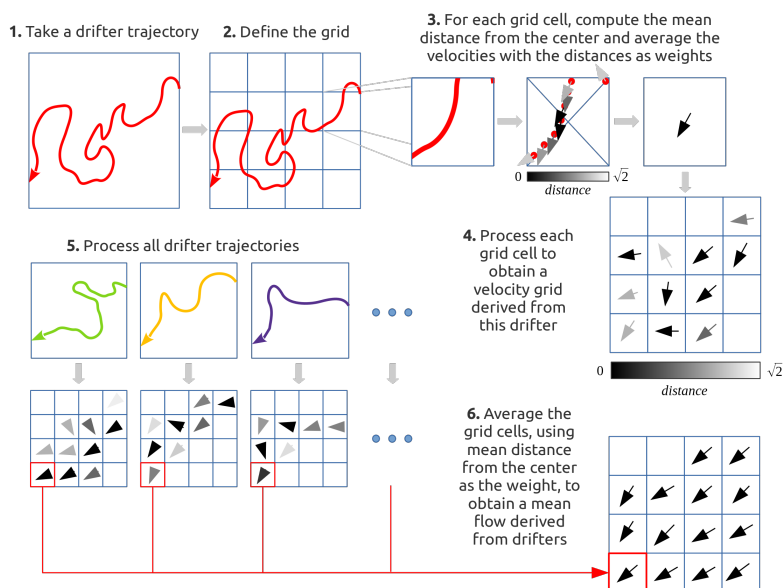 1. Take a drifter trajectory
2. Define the grid
3. For each grid cell, compute the mean
distance from the center and average the
velocities with the distances as weights
0
√2
distance
4. Process each
grid cell to
obtain a
velocity grid
derived from
this drifter
0
√2
distance
5. Process all drifter trajectories
6. Average the
grid cells, using
mean distance
from the center
as the weight, to
obtain a mean
flow derived
from drifters